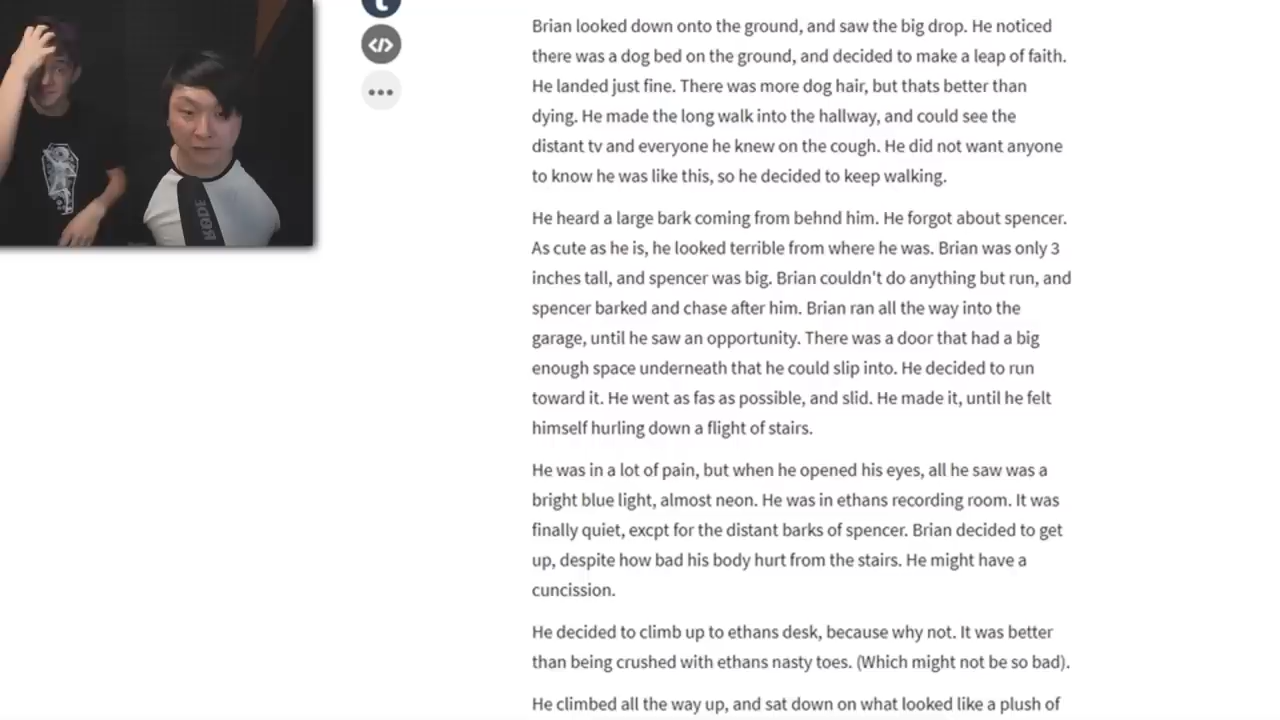 Brian looked down onto the ground, and saw the big drop. He noticed
there was a dog bed on the ground, and decided to make a leap of faith.
He landed just fine. There was more dog hair, but thats better than
dying. He made the long walk into the hallway, and could see the
distant tv and everyone he knew on the cough. He did not want anyone
to know he was like this, so he decided to keep walking.
He heard a large bark coming from behnd him. He forgot about spencer.
As cute as he is, he looked terrible from where he was. Brian was only 3
inches tall, and spencer was big. Brian couldn't do anything but run, and
spencer barked and chase after him. Brian ran all the way into the
garage, until he saw an opportunity. There was a door that had a big
enough space underneath that he could slip into. He decided to run
toward it. He went as fas as possible, and slid. He made it, until he felt
himself hurling down a flight of stairs.
He was in a lot of pain, but when he opened his eyes, all he saw was a
bright blue light, almost neon. He was in ethans recording room. It was
finally quiet, excpt for the distant barks of spencer. Brian decided to get
up, despite how bad his body hurt from the stairs. He might have a
cuncission.
He decided to climb up to ethans desk, because why not. It was better
than being crushed with ethans nasty toes. (Which might not be so bad).
He climbed all the way up, and sat down on what looked like a plush of
RØDE